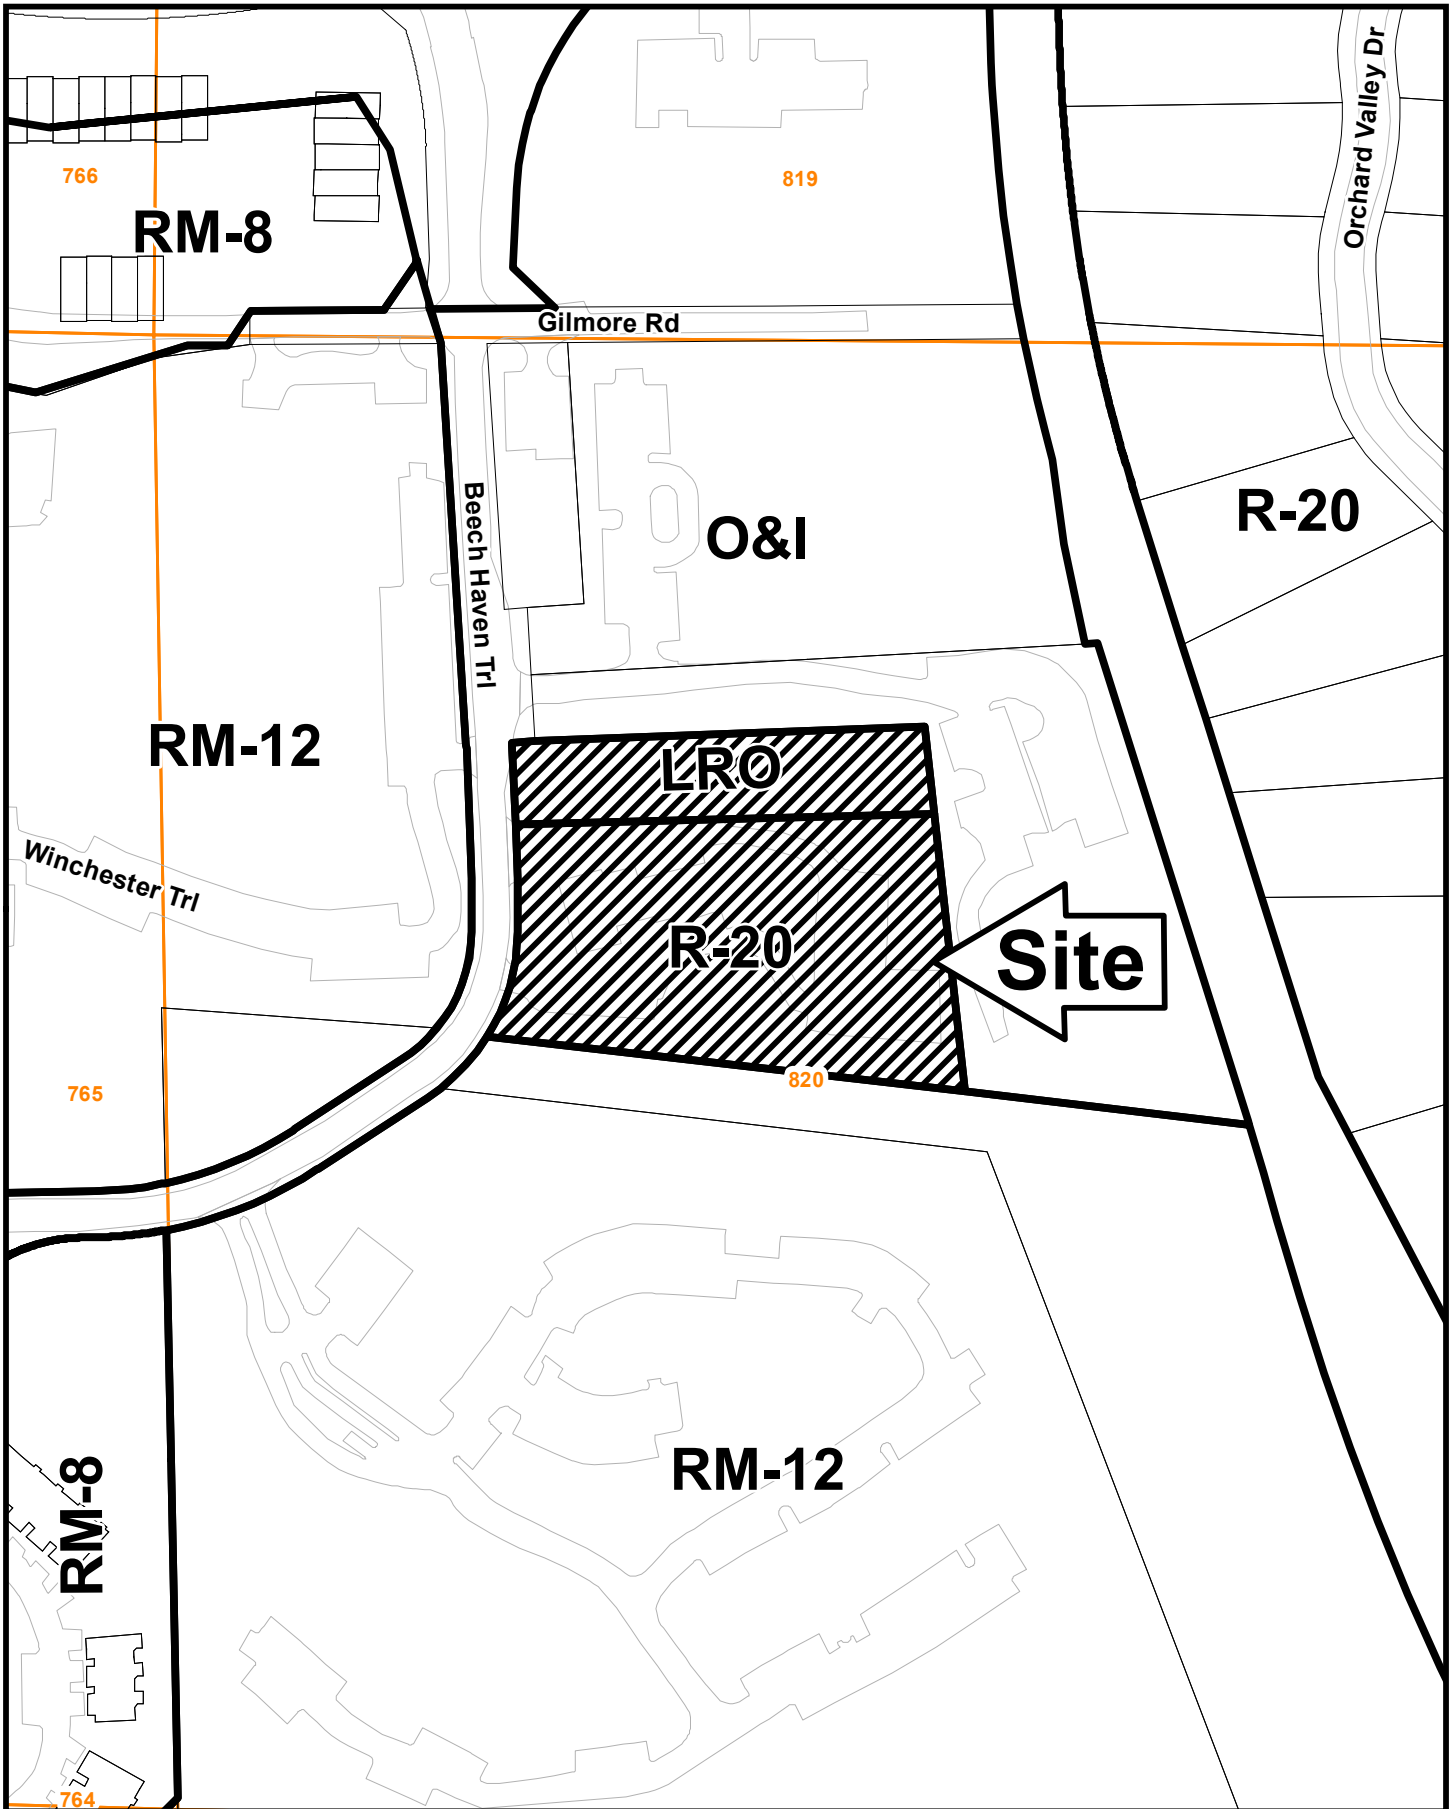 Orchard Valley Dr
766
819
RM-8
Gilmore Rd
R-20
Beech Haven Trl
O&I
RM-12
LRO
Winchester Trl
R-20
Site
820
765
RM-12
RM-8
764